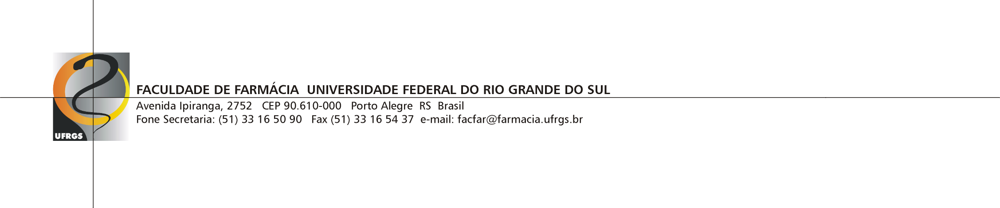 FACULDADE DE FARMÁCIA  UNIVERSIDADE FEDERAL DO RIO GRANDE DO SUL
Avenida Ipiranga, 2752   CEP 90.610-000   Porto Alegre  RS  Brasil
Fone Secretaria: (51) 33 16 50 90   Fax (51) 33 16 54 37  e-mail: facfar@farmacia.ufrgs.br
UFRGS